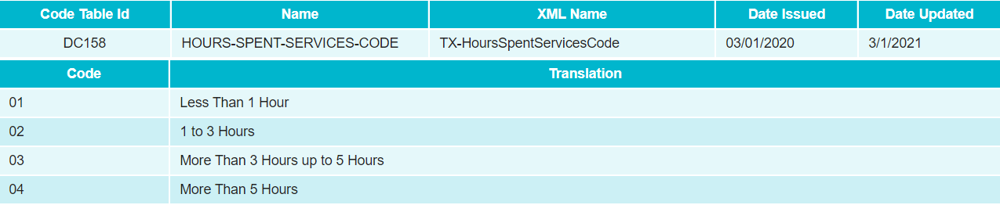 Code Table Id Name XML Name Date Issued Date Updated
DC158 HOURS-SPENT-SERVICES-CODE TX-HoursSpentServicesCode 03/01/2020 3/1/2021
Code Translation
01 Less Than 1 Hour
02 1 to 3 Hours
03 More Than 3 Hours up to 5 Hours
04 More Than 5 Hours